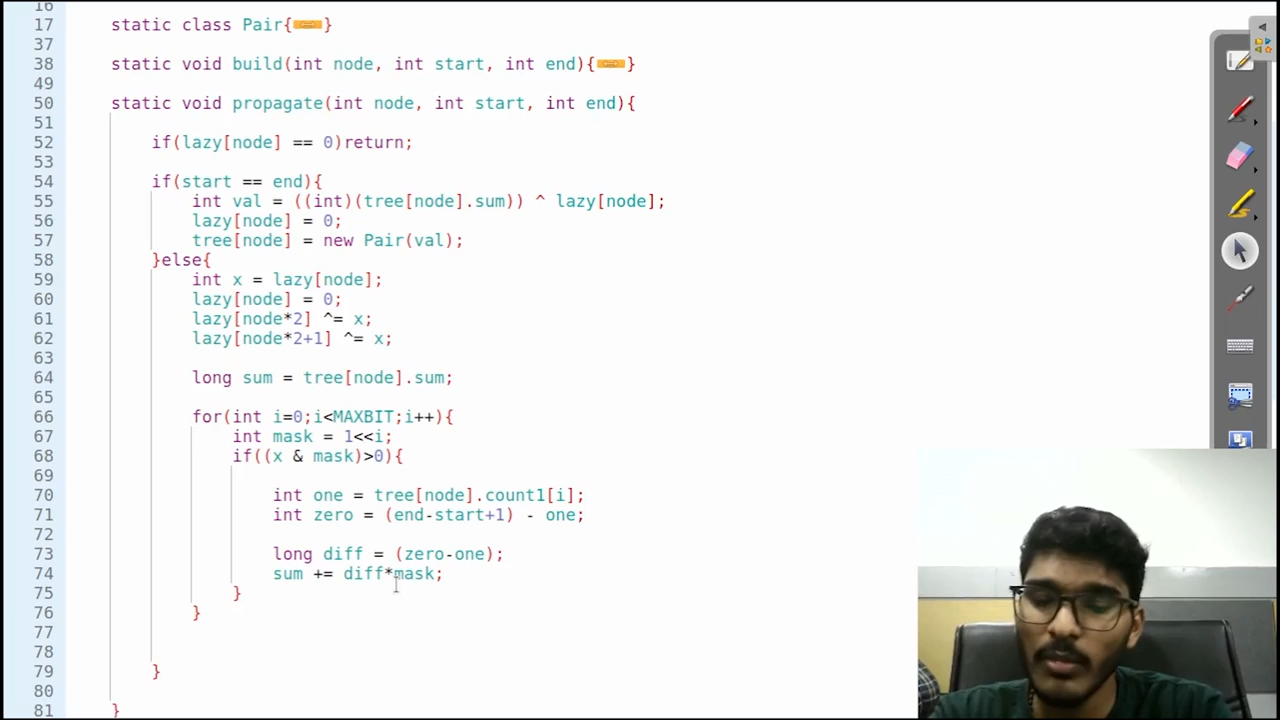 16
17 static class Pair{}
37
38 static void build(int node, int start, int end){}
49
50 static void propagate(int node, int start, int end){
51
52 if(lazy[node] == 0)return;
53
54 if(start == end){
55 int val = ((int)(tree[node].sum)) ^ lazy[node];
56 lazy[node] = 0;
57 tree[node] = new Pair(val);
58 }else{
59 int x = lazy[node];
60 lazy[node] = 0;
61 lazy[node*2] ^= x;
62 lazy[node*2+1] ^= x;
63
64 long sum = tree[node].sum;
65
66 for(int i=0;i<MAXBIT;i++){
67 int mask = 1<<i;
68 if((x & mask)>0){
69
70 int one = tree[node].count1[i];
71 int zero = (end-start+1) - one;
72
73 long diff = (zero-one);
74 sum += diff*mask;
75 }
76 }
77
78
79 }
80
81 }